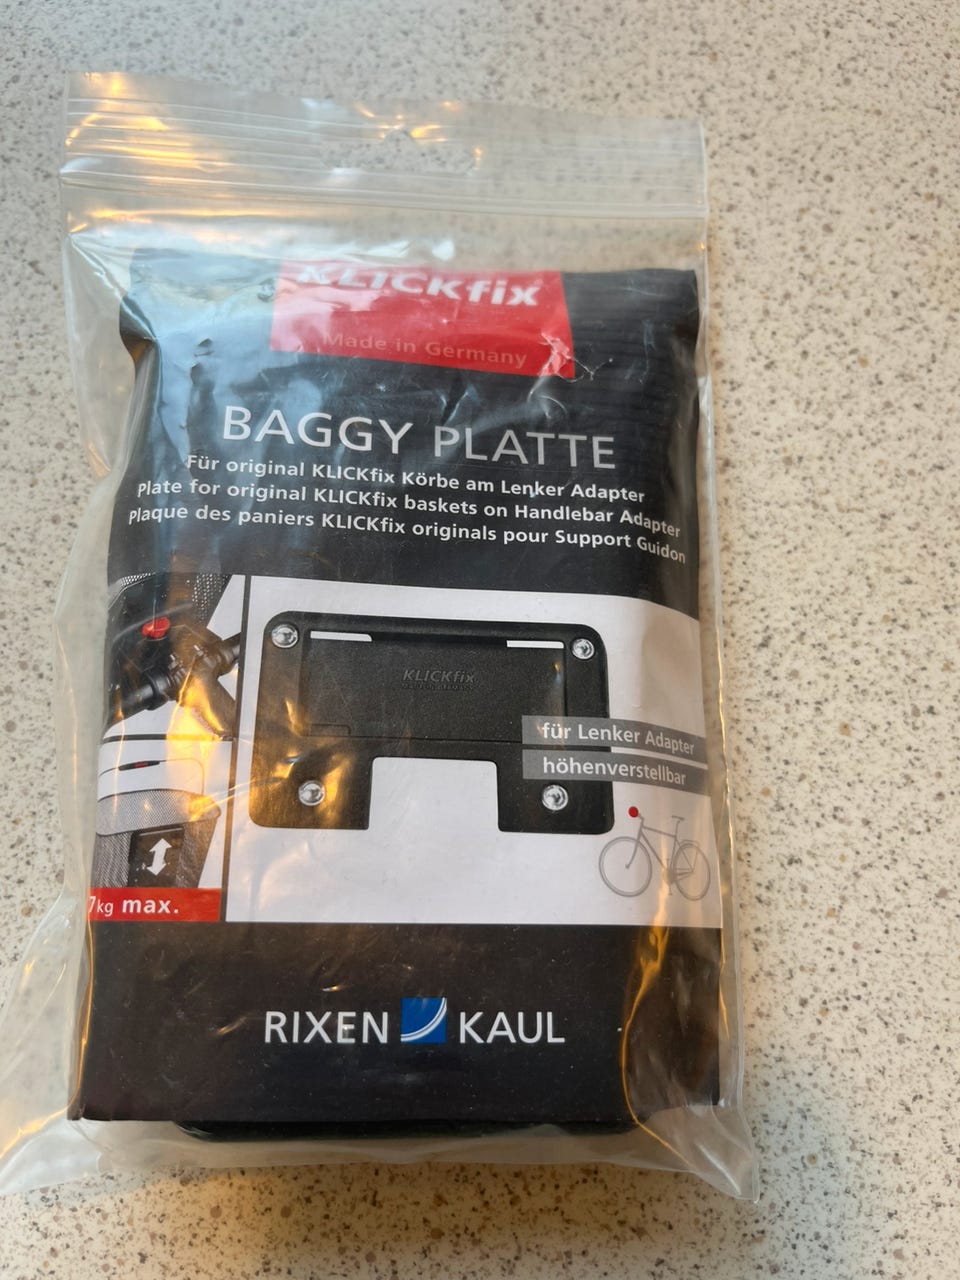 KLICKfix
Made in Germany
BAGGY PLATTE
Für original KLICKfix Körbe am Lenker Adapter
Plate for original KLICKfix baskets on Handlebar Adapter
Plaque des paniers KLICKfix originals pour Support Guidon
KLICKfix
für Lenker Adapter
höhenverstellbar
7kg max.
RIXEN KAUL